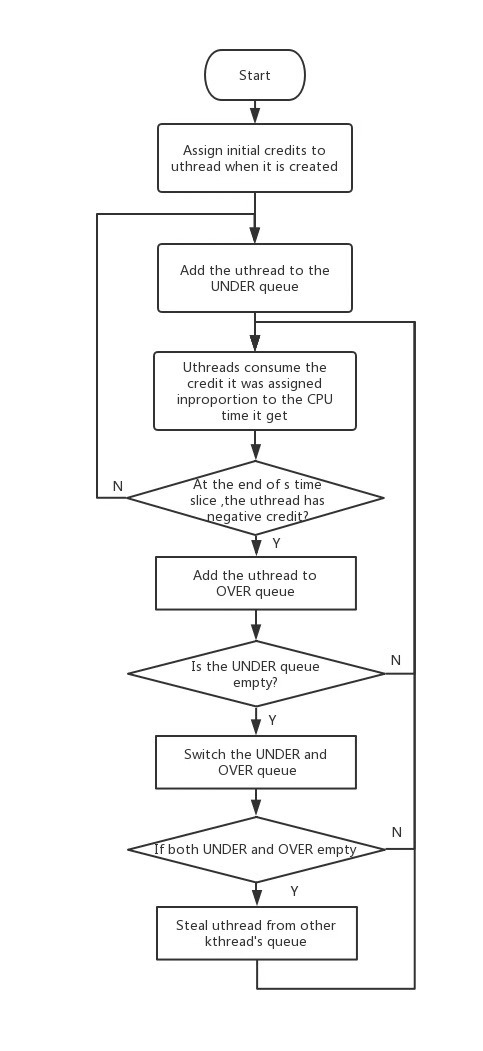 Start
Assign initial credits to
uthread when it is created
Add the uthread to the
UNDER queue
Uthreads consume the
credit it was assigned
inproportion to the CPU
time it get
At the end of s time
slice ,the uthread has
negative credit?
N
Y
Add the uthread to
OVER queue
Is the UNDER queue
empty?
N
Y
Switch the UNDER and
OVER queue
If both UNDER and OVER empty
N
Y
Steal uthread from other
kthread's queue